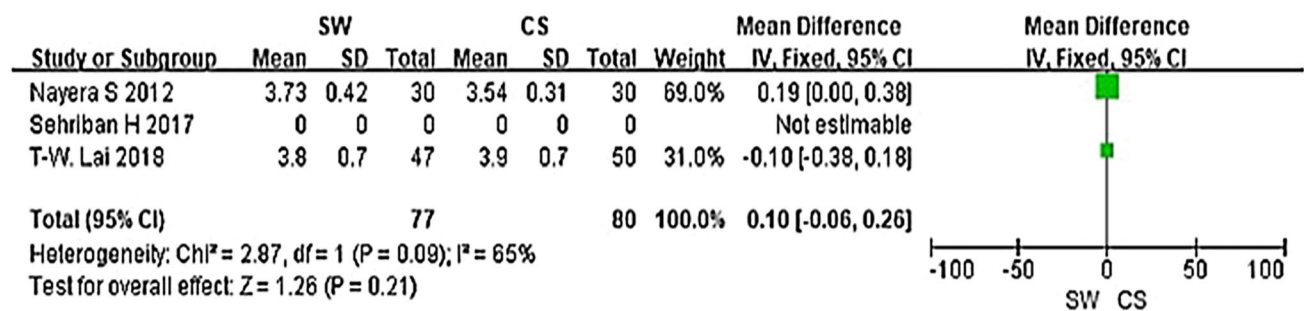 SW CS Mean Difference Mean Difference
Study or Subgroup Mean SD Total Mean SD Total Weight IV, Fixed, 95% CI IV, Fixed, 95% CI
Nayera S 2012 3.73 0.42 30 3.54 0.31 30 69.0% 0.19 [0.00, 0.38]
Sehriban H 2017 0 0 0 0 0 0 Not estimable
T-W. Lai 2018 3.8 0.7 47 3.9 0.7 50 31.0% -0.10 [-0.38, 0.18]
Total (95% CI) 77 80 100.0% 0.10 [-0.06, 0.26]
Heterogeneity: Chi² = 2.87, df = 1 (P = 0.09); I² = 65%
Test for overall effect: Z = 1.26 (P = 0.21)
-100 -50 0 50 100
SW CS